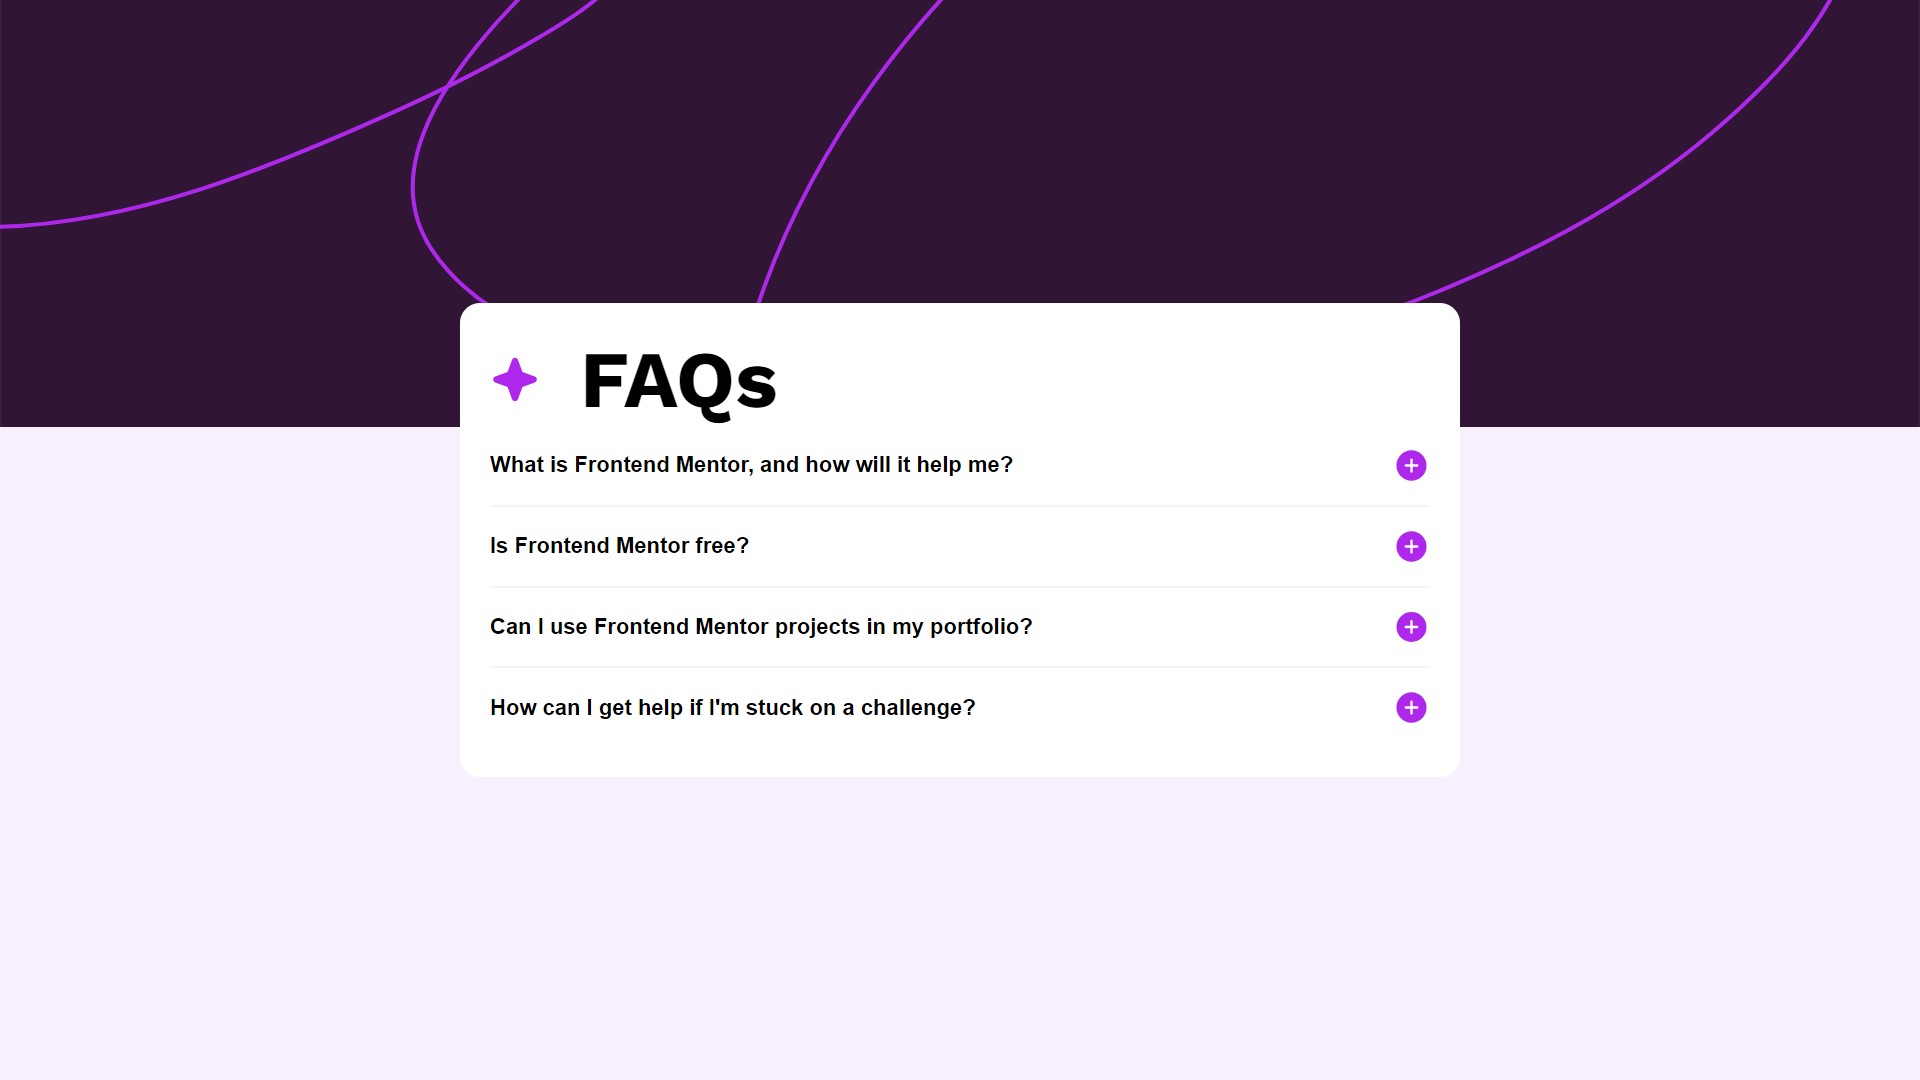 FAQs
What is Frontend Mentor, and how will it help me?
Is Frontend Mentor free?
Can I use Frontend Mentor projects in my portfolio?
How can I get help if I'm stuck on a challenge?